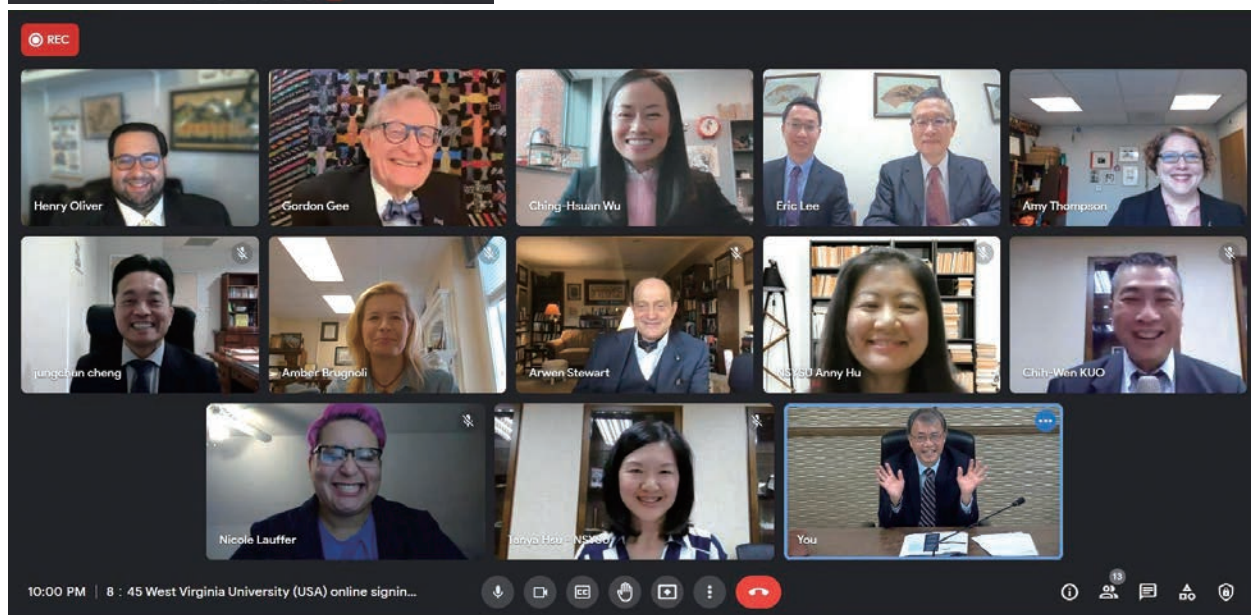 REC
Henry Oliver
Gordon Gee
Ching-Hsuan Wu
Eric Lee
Amy Thompson
jungchun cheng
Amber Brugnoli
Arwen Stewart
NSYSU Anny Hu
Chih-Wen KUO
Nicole Lauffer
Tanya Hsu - NSYSU
You
10:00 PM | 8 : 45 West Virginia University (USA) online signin...
CC
13